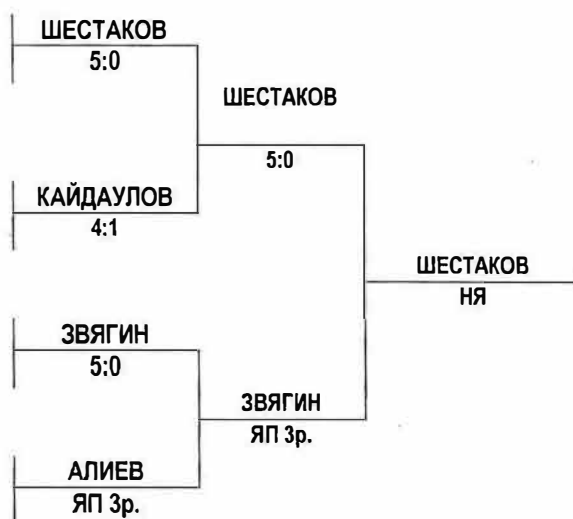 ШЕСТАКОВ
5:0
ШЕСТАКОВ
5:0
КАЙДАУЛОВ
4:1
ШЕСТАКОВ
НЯ
ЗВЯГИН
5:0
ЗВЯГИН
ЯП 3р.
АЛИЕВ
ЯП 3р.